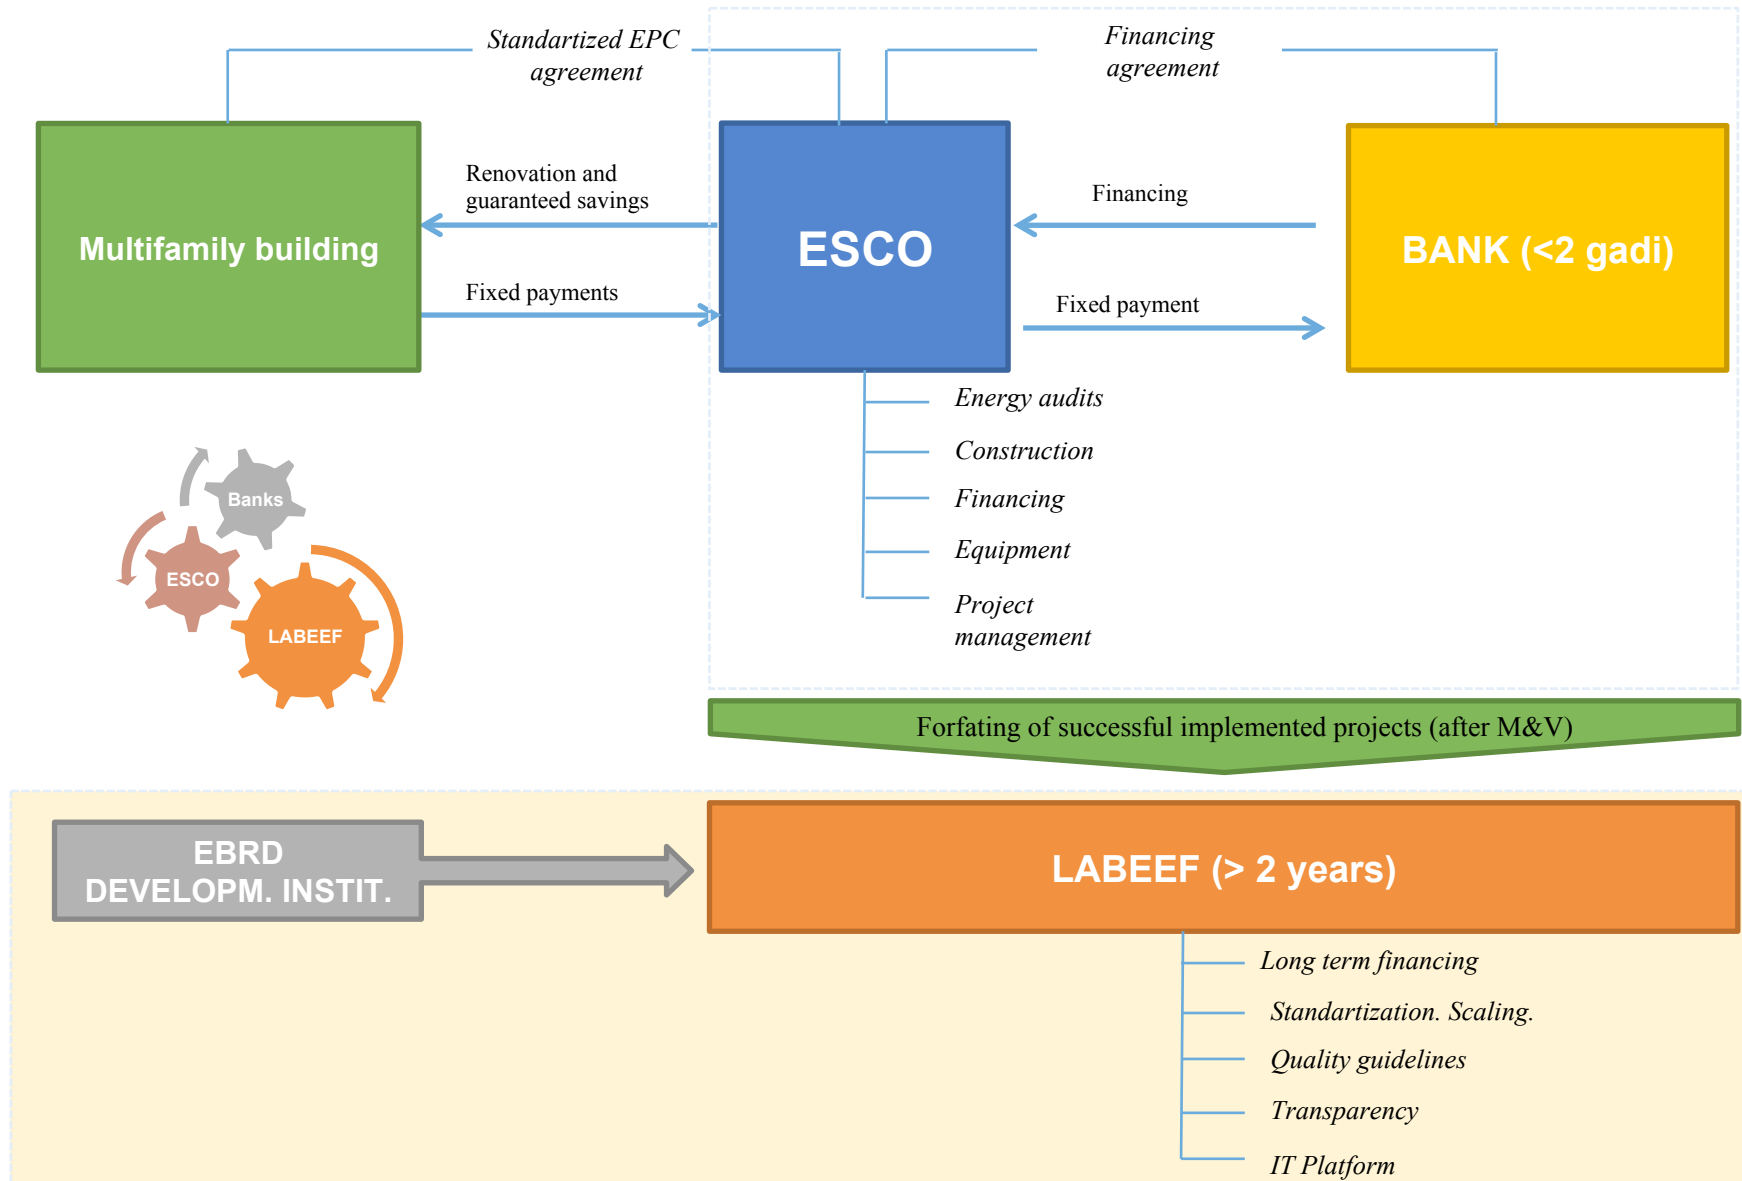 Standartized EPC
agreement
Financing
agreement
Multifamily building
Renovation and
guaranteed savings
Fixed payments
ESCO
Financing
Fixed payment
BANK (<2 gadi)
Energy audits
Construction
Financing
Equipment
Project
management
Banks
ESCO
LABEEF
Forfating of successful implemented projects (after M&V)
EBRD
DEVELOPM. INSTIT.
LABEEF (> 2 years)
Long term financing
Standartization. Scaling.
Quality guidelines
Transparency
IT Platform